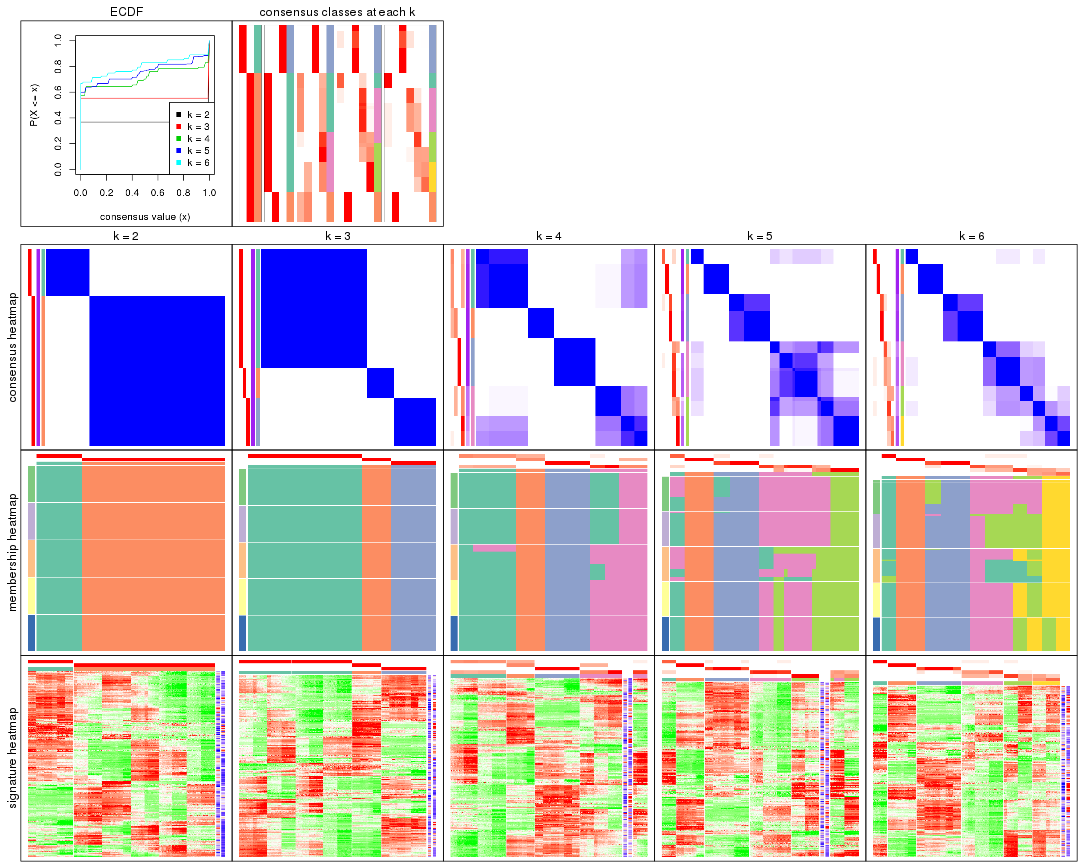 ECDF
consensus classes at each k
P(X <= x)
0.0 0.2 0.4 0.6 0.8 1.0
k = 2
k = 3
k = 4
k = 5
k = 6
0.0 0.2 0.4 0.6 0.8 1.0
consensus value (x)
k = 2 k = 3 k = 4 k = 5 k = 6
consensus heatmap
membership heatmap
signature heatmap